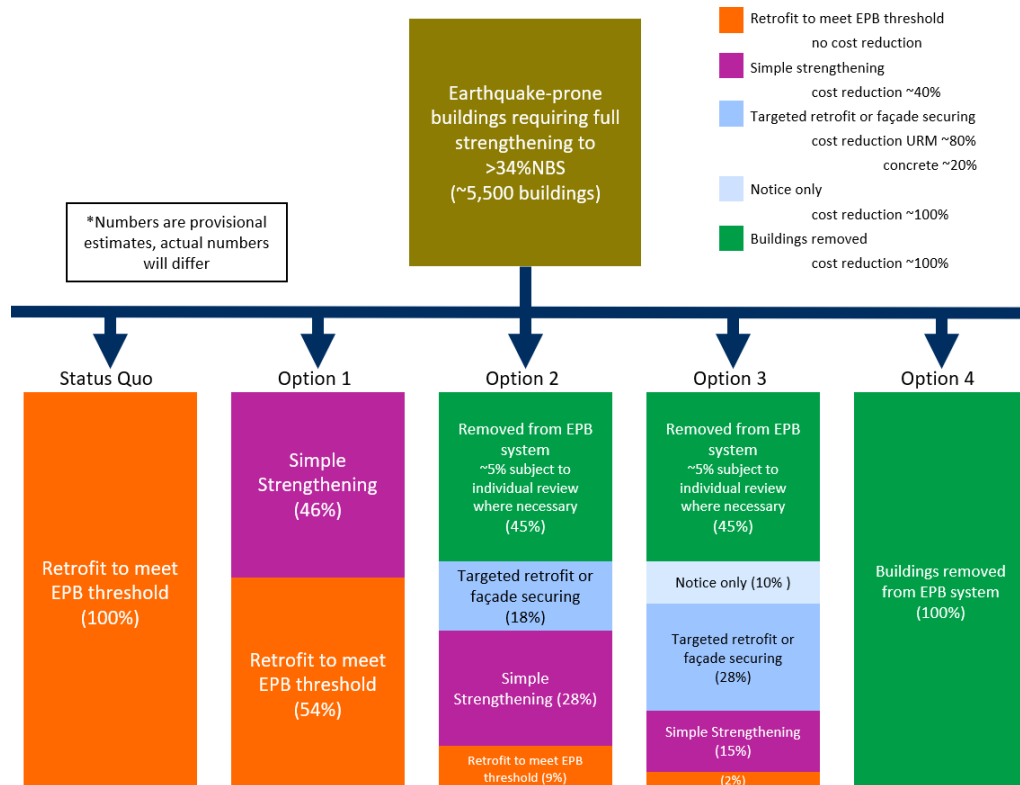 Retrofit to meet EPB threshold
no cost reduction
Simple strengthening
cost reduction ~40%
Targeted retrofit or façade securing
cost reduction URM ~80%
concrete ~20%
Notice only
cost reduction ~100%
Buildings removed
cost reduction ~100%
Earthquake-prone
buildings requiring full
strengthening to
>34%NBS
(~5,500 buildings)
*Numbers are provisional
estimates, actual numbers
will differ
Status Quo
Retrofit to meet
EPB threshold
(100%)
Option 1
Simple
Strengthening
(46%)
Retrofit to meet
EPB threshold
(54%)
Option 2
Removed from EPB
system
~5% subject to
individual review
where necessary
(45%)
Targeted retrofit or
façade securing
(18%)
Simple
Strengthening (28%)
Retrofit to meet EPB
threshold (9%)
Option 3
Removed from EPB
system
~5% subject to
individual review
where necessary
(45%)
Notice only (10% )
Targeted retrofit or
façade securing
(28%)
Simple Strengthening
(15%)
(2%)
Option 4
Buildings removed
from EPB system
(100%)